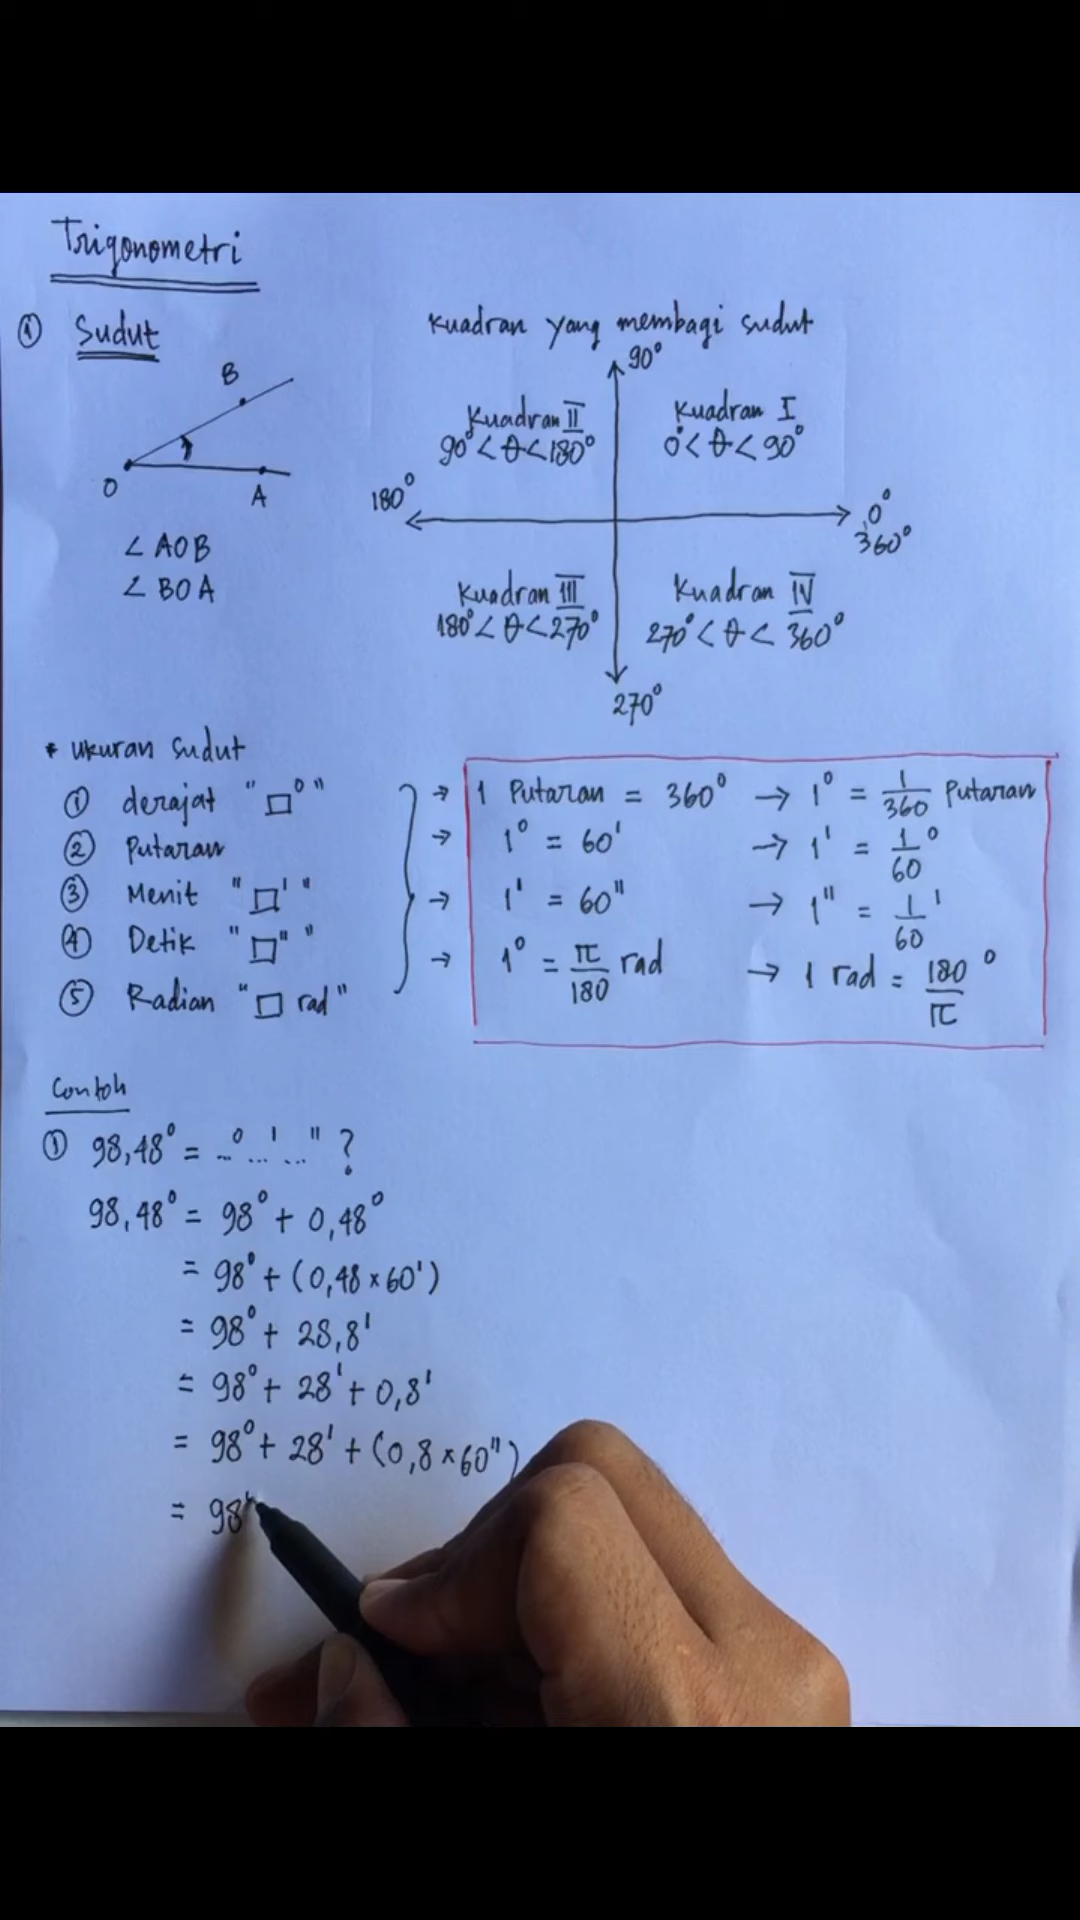 Trigonometri
① Sudut
B
O
A
∠ AOB
∠ BOA
Kuadran yang membagi sudut
90°
Kuadran II
90° < θ < 180°
Kuadran I
0° < θ < 90°
180°
0°
360°
Kuadran III
180° < θ < 270°
Kuadran IV
270° < θ < 360°
270°
* ukuran sudut
① derajat "□°"
② Putaran
③ Menit "□'"
④ Detik "□""
⑤ Radian "□ rad"
→ 1 Putaran = 360° → 1° = 1/360 Putaran
→ 1° = 60' → 1' = 1/60°
→ 1' = 60" → 1" = 1/60'
→ 1° = π/180 rad → 1 rad = 180/π°
Contoh
① 98,48° = ...° ...' ..." ?
98,48° = 98° + 0,48°
= 98° + (0,48 × 60')
= 98° + 28,8'
= 98° + 28' + 0,8'
= 98° + 28' + (0,8 × 60")
= 98